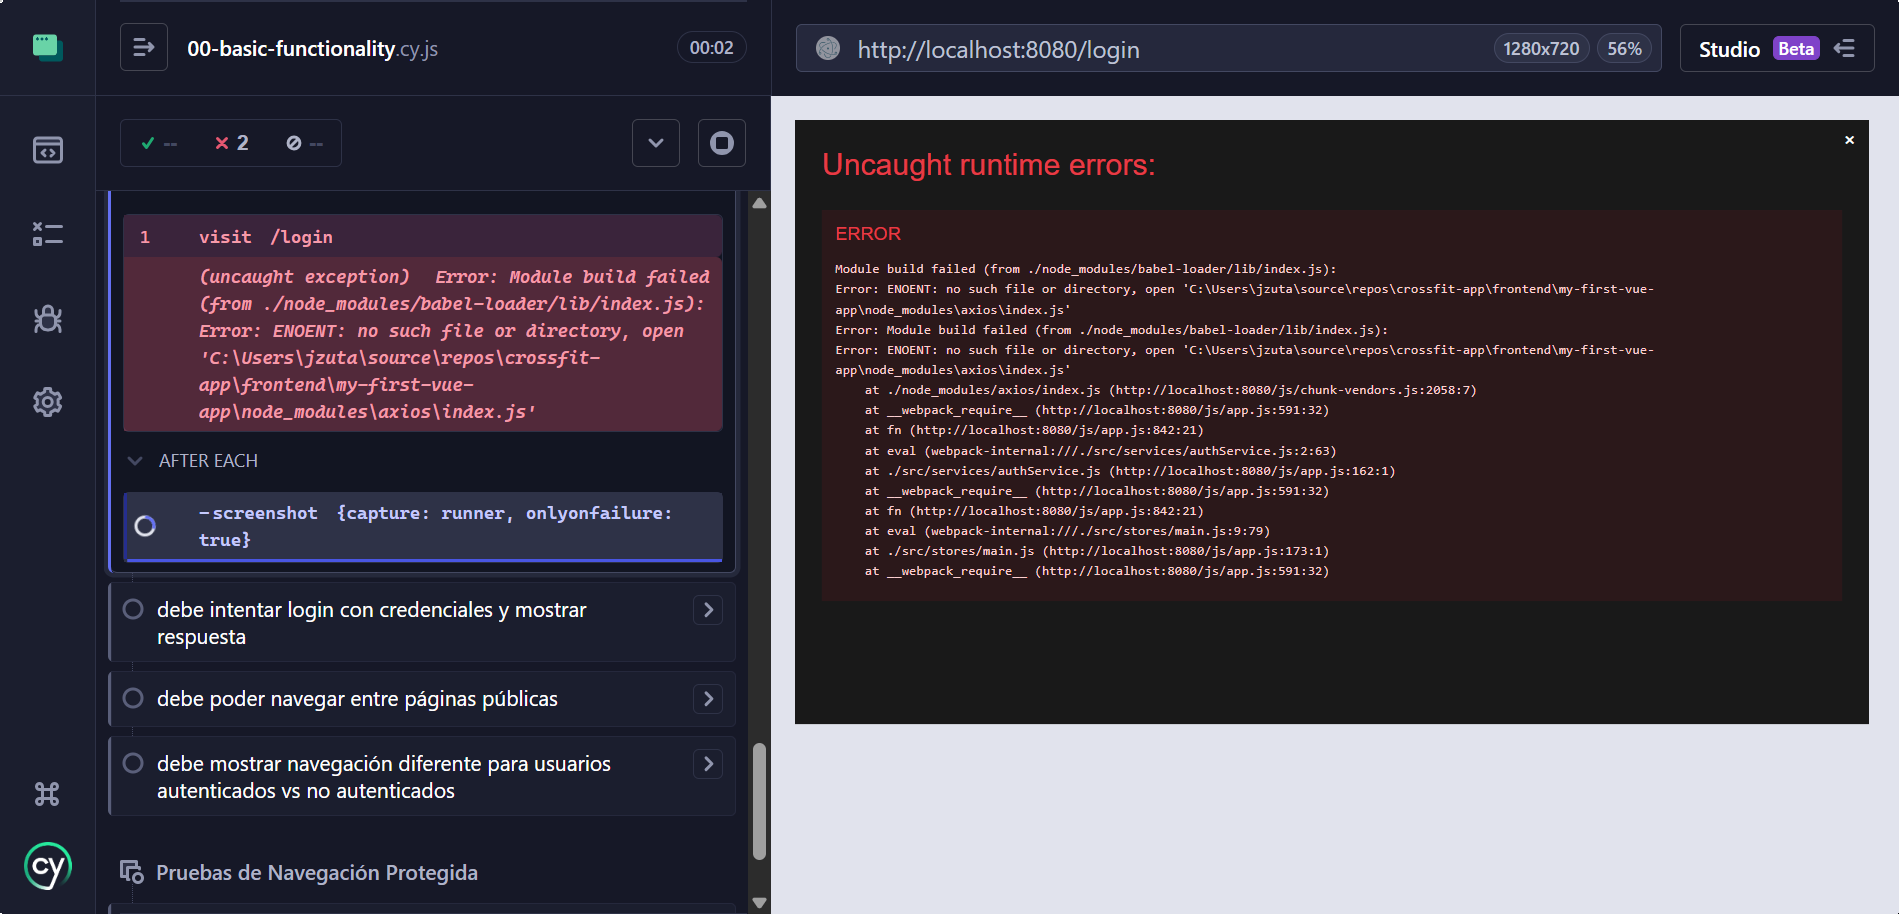 00-basic-functionality.cy.js
00:02
-- 2 --
1 visit /login
(uncaught exception) Error: Module build failed
(from ./node_modules/babel-loader/lib/index.js):
Error: ENOENT: no such file or directory, open
'C:\Users\jzuta\source\repos\crossfit-
app\frontend\my-first-vue-
app\node_modules\axios\index.js'
AFTER EACH
-screenshot {capture: runner, onlyonfailure:
true}
debe intentar login con credenciales y mostrar
respuesta
debe poder navegar entre páginas públicas
debe mostrar navegación diferente para usuarios
autenticados vs no autenticados
Pruebas de Navegación Protegida
cy
http://localhost:8080/login
1280x720
56%
Studio Beta
×
Uncaught runtime errors:
ERROR
Module build failed (from ./node_modules/babel-loader/lib/index.js):
Error: ENOENT: no such file or directory, open 'C:\Users\jzuta\source\repos\crossfit-app\frontend\my-first-vue-
app\node_modules\axios\index.js'
Error: Module build failed (from ./node_modules/babel-loader/lib/index.js):
Error: ENOENT: no such file or directory, open 'C:\Users\jzuta\source\repos\crossfit-app\frontend\my-first-vue-
app\node_modules\axios\index.js'
at ./node_modules/axios/index.js (http://localhost:8080/js/chunk-vendors.js:2058:7)
at __webpack_require__ (http://localhost:8080/js/app.js:591:32)
at fn (http://localhost:8080/js/app.js:842:21)
at eval (webpack-internal:///./src/services/authService.js:2:63)
at ./src/services/authService.js (http://localhost:8080/js/app.js:162:1)
at __webpack_require__ (http://localhost:8080/js/app.js:591:32)
at fn (http://localhost:8080/js/app.js:842:21)
at eval (webpack-internal:///./src/stores/main.js:9:79)
at ./src/stores/main.js (http://localhost:8080/js/app.js:173:1)
at __webpack_require__ (http://localhost:8080/js/app.js:591:32)